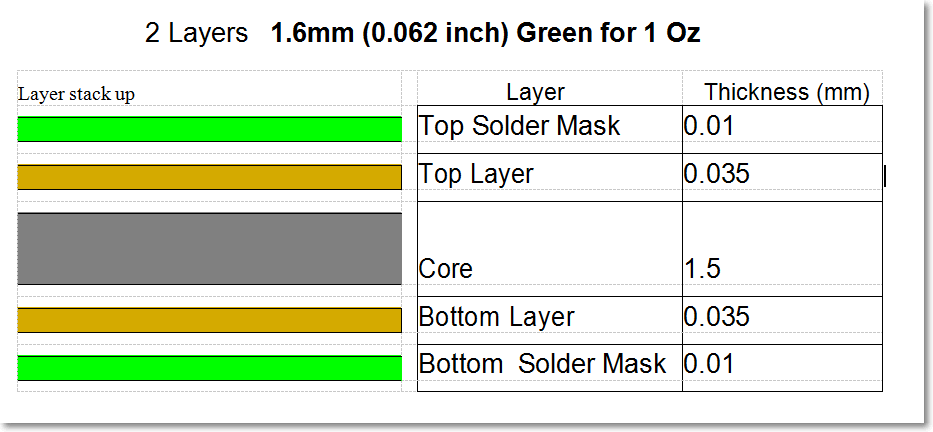 2 Layers 1.6mm (0.062 inch) Green for 1 Oz
Layer stack up Layer Thickness (mm)
Top Solder Mask 0.01
Top Layer 0.035
Core 1.5
Bottom Layer 0.035
Bottom Solder Mask 0.01